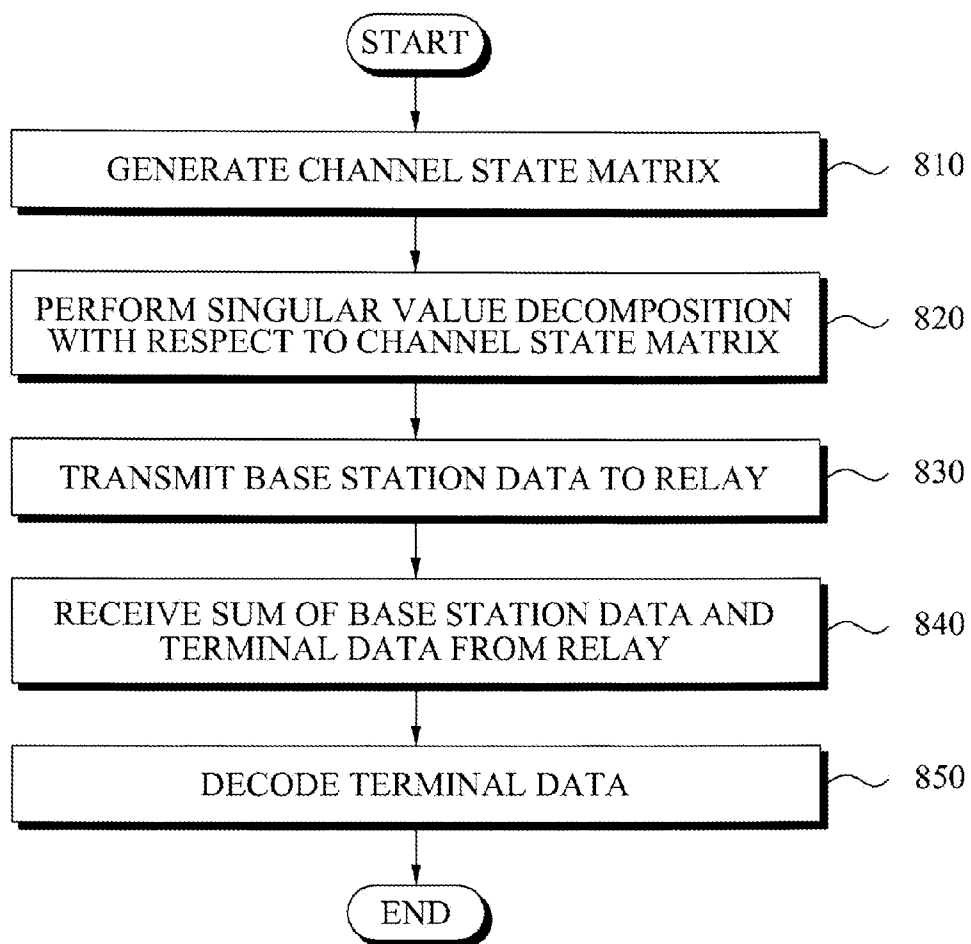 START
GENERATE CHANNEL STATE MATRIX
810
PERFORM SINGULAR VALUE DECOMPOSITION
WITH RESPECT TO CHANNEL STATE MATRIX
820
TRANSMIT BASE STATION DATA TO RELAY
830
RECEIVE SUM OF BASE STATION DATA AND
TERMINAL DATA FROM RELAY
840
DECODE TERMINAL DATA
850
END